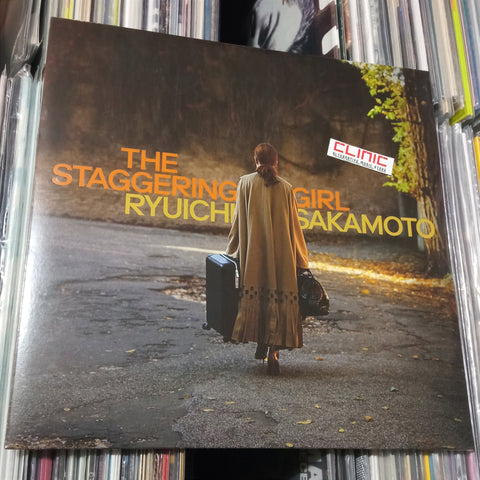 THE
STAGGERING GIRL
RYUICHI SAKAMOTO
CLINIC